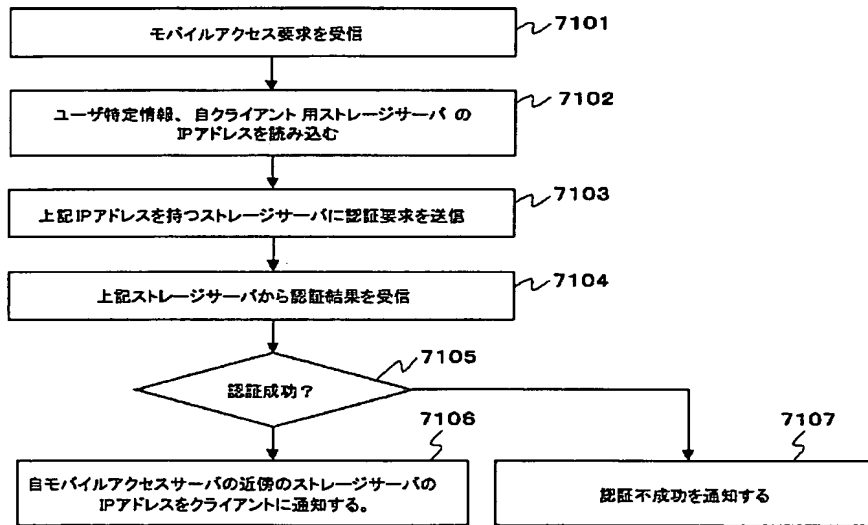 モバイルアクセス要求を受信
7101
ユーザ特定情報、自クライアント用ストレージサーバの
IPアドレスを読み込む
7102
上記IPアドレスを持つストレージサーバに認証要求を送信
7103
上記ストレージサーバから認証結果を受信
7104
認証成功？
7105
自モバイルアクセスサーバの近傍のストレージサーバの
IPアドレスをクライアントに通知する。
7106
認証不成功を通知する
7107